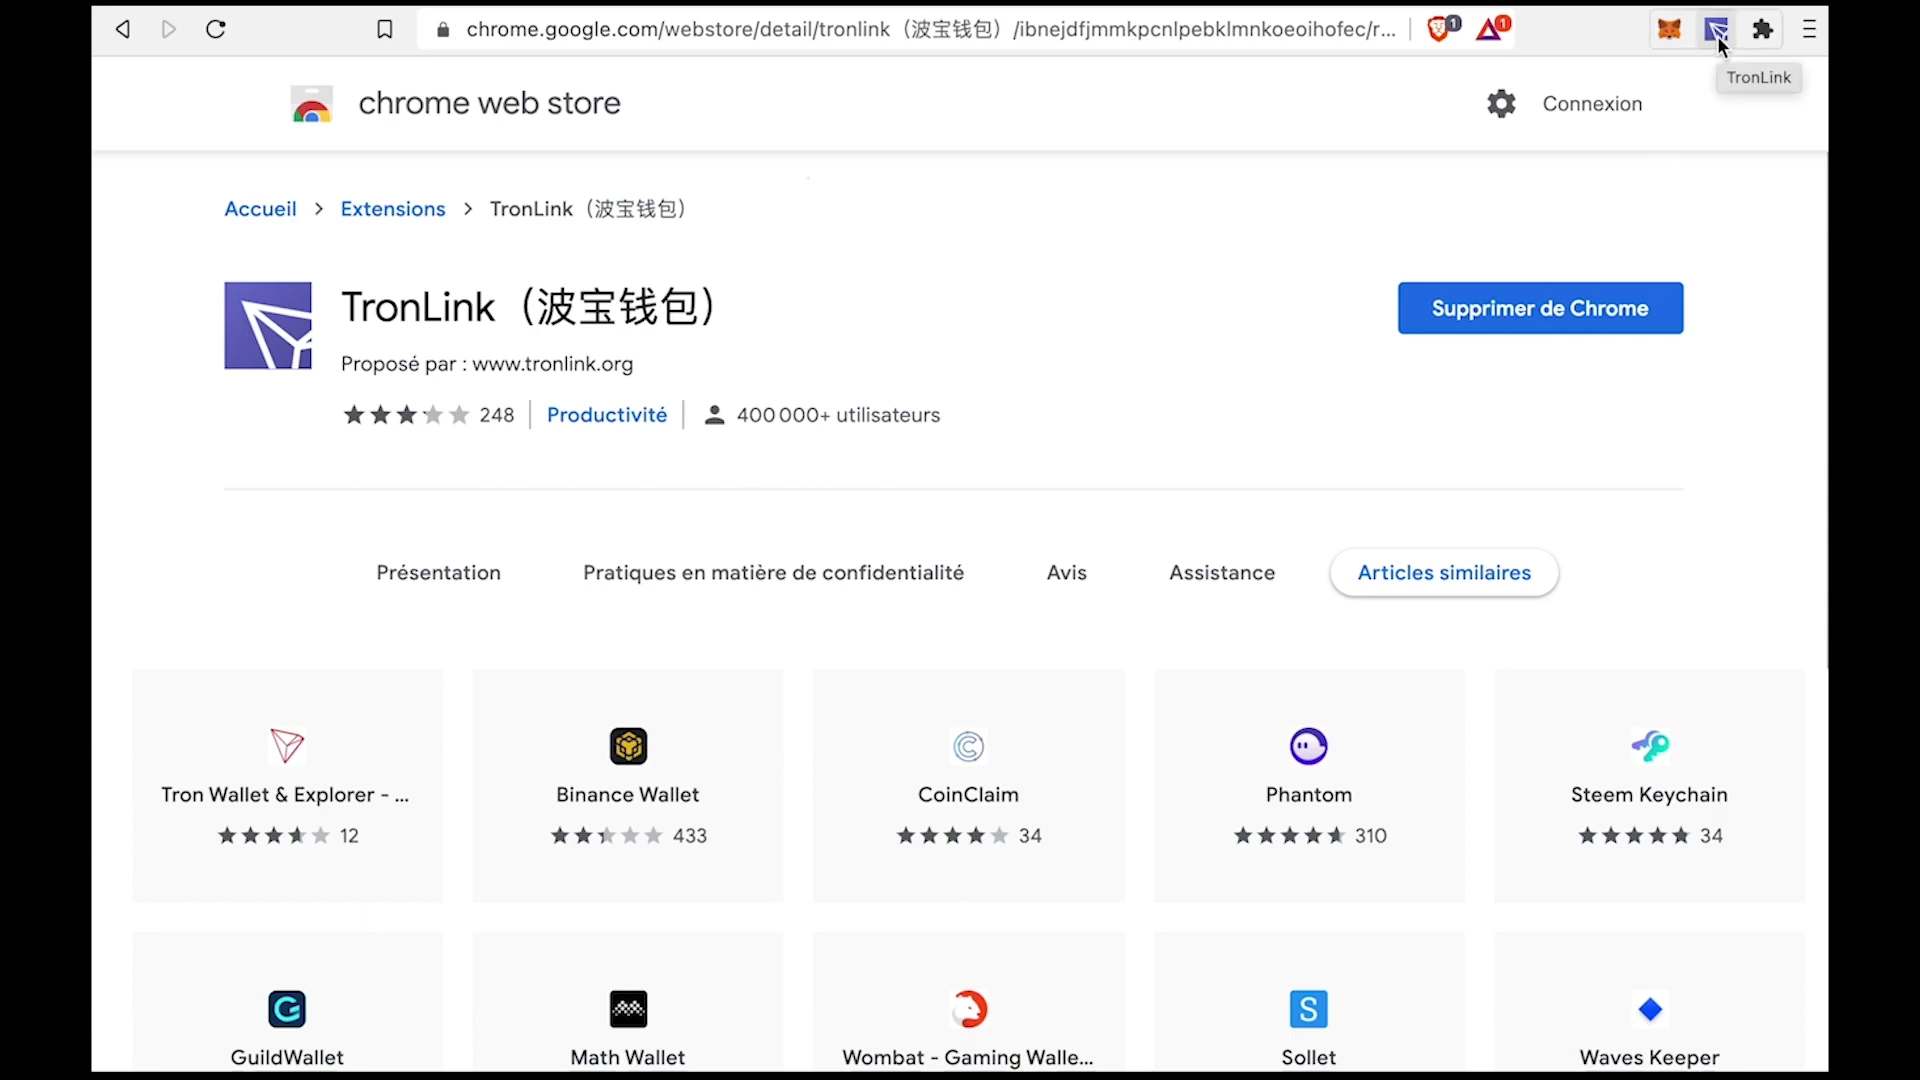 chrome.google.com/webstore/detail/tronlink（波宝钱包）/ibnejdfjmmkpcnlpebklmnkoeoihofec/r...
1
1
TronLink
chrome web store
Connexion
Accueil > Extensions > TronLink（波宝钱包）
TronLink（波宝钱包）
Supprimer de Chrome
Proposé par : www.tronlink.org
248 Productivité 400 000+ utilisateurs
Présentation Pratiques en matière de confidentialité Avis Assistance Articles similaires
Tron Wallet & Explorer - ... Binance Wallet CoinClaim Phantom Steem Keychain
12 433 34 310 34
GuildWallet Math Wallet Wombat - Gaming Walle... Sollet Waves Keeper